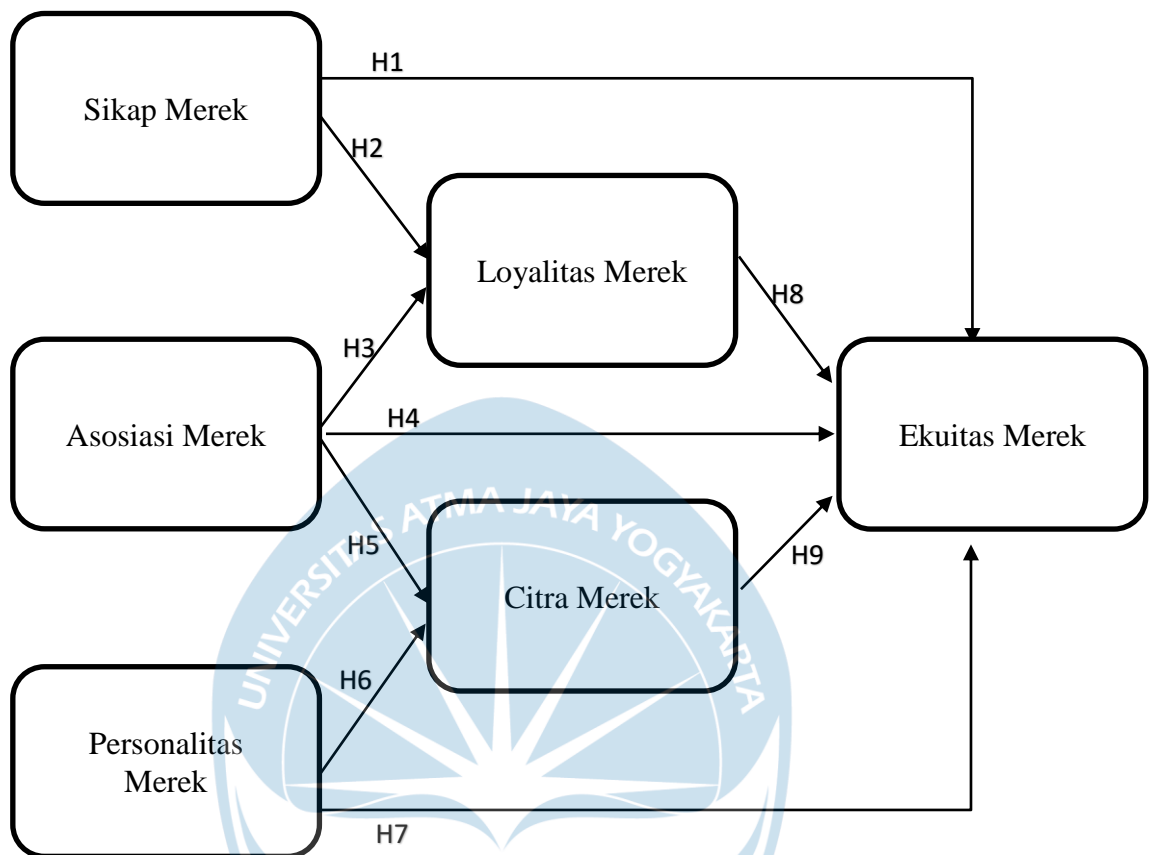 H1
Sikap Merek
H2
Loyalitas Merek
H8
H3
Asosiasi Merek
H4
Ekuitas Merek
UNIVERSITAS ATMA JAYA YOGYAKARTA
H5
H9
Citra Merek
H6
Personalitas
Merek
H7